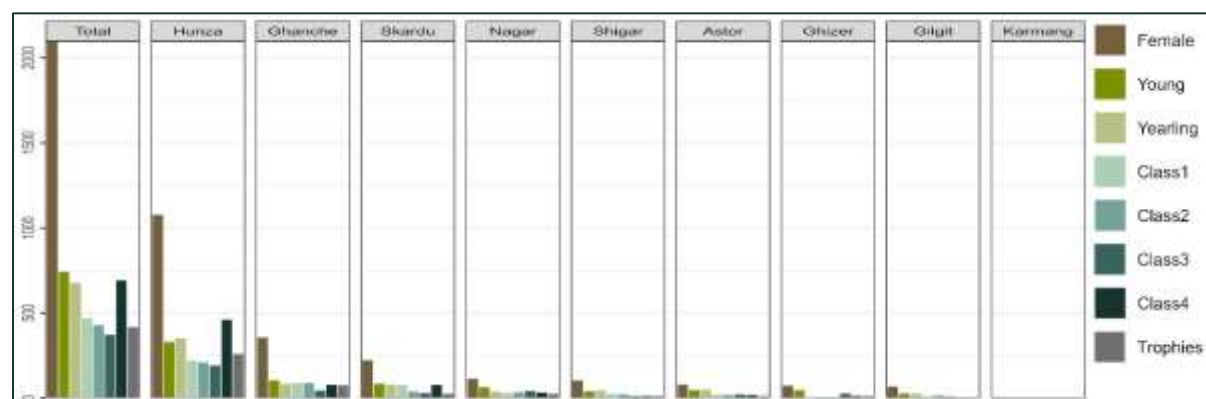 Total Hunza Ghanche Skardu Nagar Shigar Astor Ghizer Gilgit Karmang
2000
1500
1000
500
0
Female
Young
Yearling
Class1
Class2
Class3
Class4
Trophies